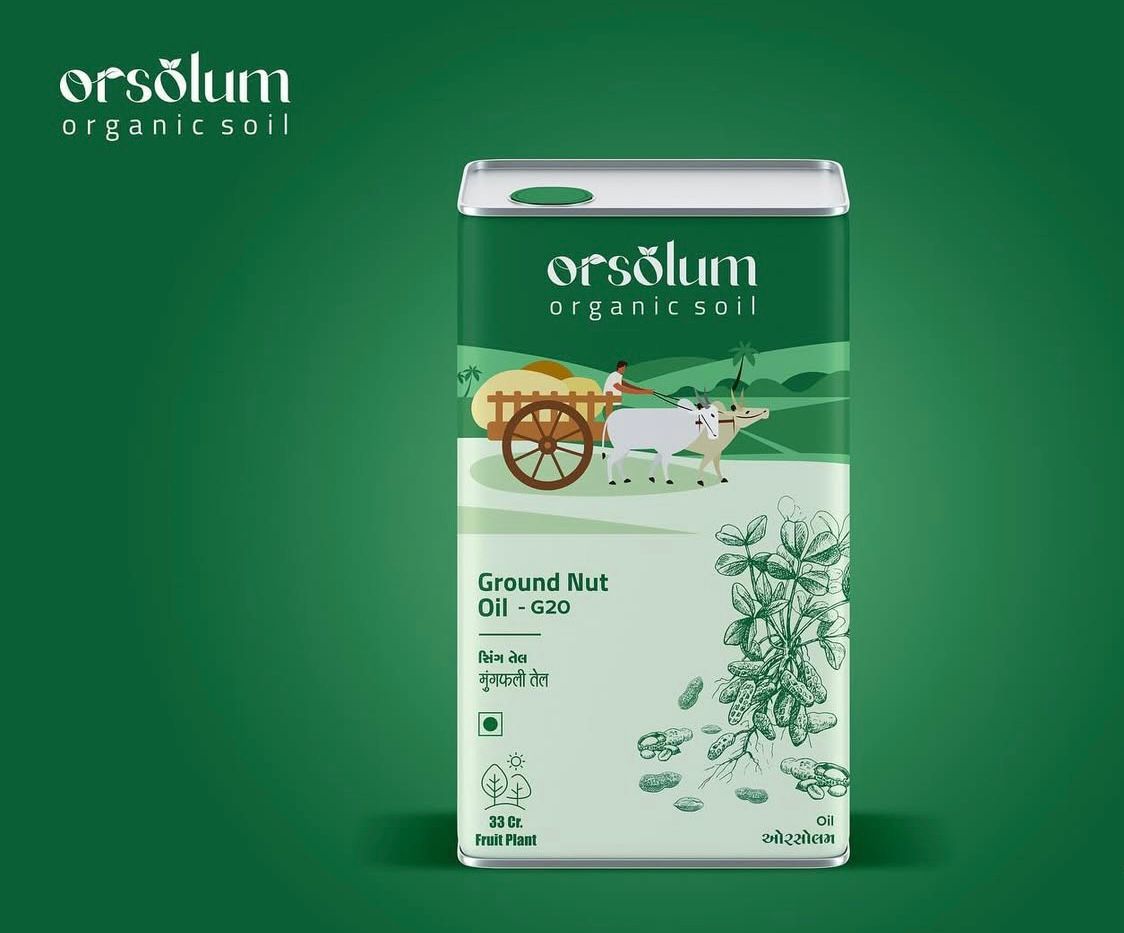 orsolum
organic soil
orsolum
organic soil
Ground Nut
Oil - G20
સિંગ તેલ
मुंगफली तेल
33 Cr.
Fruit Plant
Oil
ઓરસોલમ